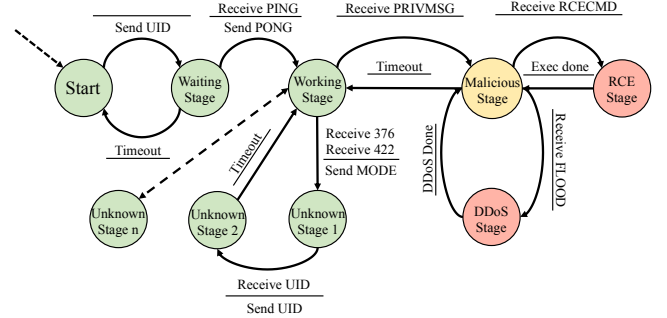 Receive PING
Receive PRIVMSG
Receive RCECMD
Send UID
Send PONG
Start
Waiting
Stage
Working
Stage
Timeout
Malicious
Stage
Exec done
RCE
Stage
Timeout
Timeout
Receive 376
Receive 422
Send MODE
DDoS Done
Receive FLOOD
Unknown
Stage n
Unknown
Stage 2
Unknown
Stage 1
DDoS
Stage
Receive UID
Send UID